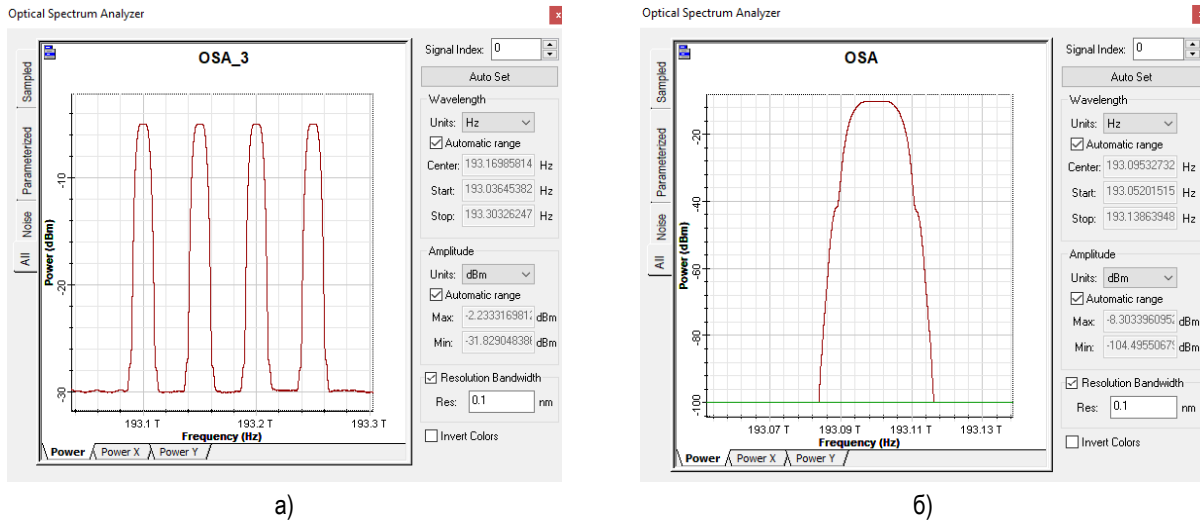 Optical Spectrum Analyzer
x
OSA_3
Power (dBm)
-10
-20
-30
193.1 T
193.2 T
193.3 T
Frequency (Hz)
Sampled
Parameterized
Noise
All
Power
Power X
Power Y
Signal Index: 0
Auto Set
Wavelength
Units: Hz
Automatic range
Center: 193.16985814 Hz
Start: 193.03645382 Hz
Stop: 193.30326247 Hz
Amplitude
Units: dBm
Automatic range
Max: -2.2333169812 dBm
Min: -31.829048386 dBm
Resolution Bandwidth
Res: 0.1 nm
Invert Colors
а)
Optical Spectrum Analyzer
OSA
Power (dBm)
-20
-40
-60
-80
-100
193.07 T
193.09 T
193.11 T
193.13 T
Frequency (Hz)
Sampled
Parameterized
Noise
All
Power
Power X
Power Y
Signal Index: 0
Auto Set
Wavelength
Units: Hz
Automatic range
Center: 193.09532732 Hz
Start: 193.05201515 Hz
Stop: 193.13863948 Hz
Amplitude
Units: dBm
Automatic range
Max: -8.3033960952 dBm
Min: dBm
Resolution Bandwidth
Res: 0.1 nm
Invert Colors
б)